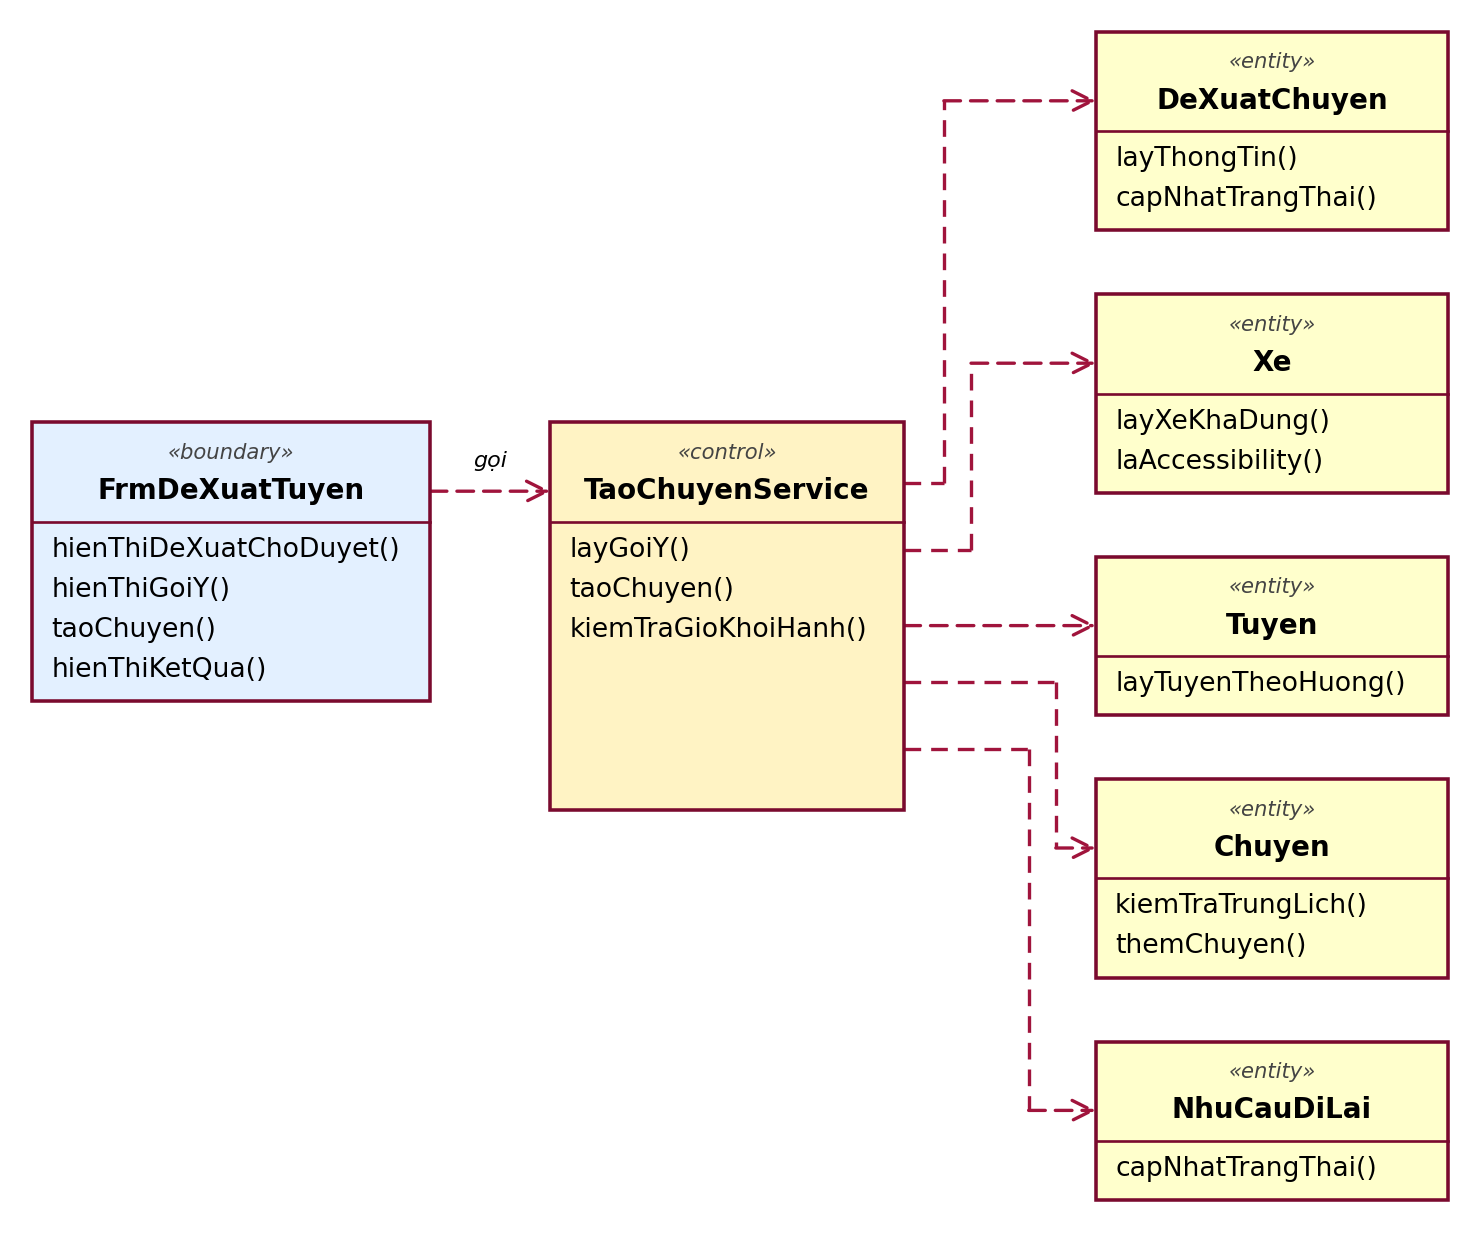 «boundary»
FrmDeXuatTuyen
hienThiDeXuatChoDuyet()
hienThiGoiY()
taoChuyen()
hienThiKetQua()
gọi
«control»
TaoChuyenService
layGoiY()
taoChuyen()
kiemTraGioKhoiHanh()
«entity»
DeXuatChuyen
layThongTin()
capNhatTrangThai()
«entity»
Xe
layXeKhaDung()
laAccessibility()
«entity»
Tuyen
layTuyenTheoHuong()
«entity»
Chuyen
kiemTraTrungLich()
themChuyen()
«entity»
NhuCauDiLai
capNhatTrangThai()